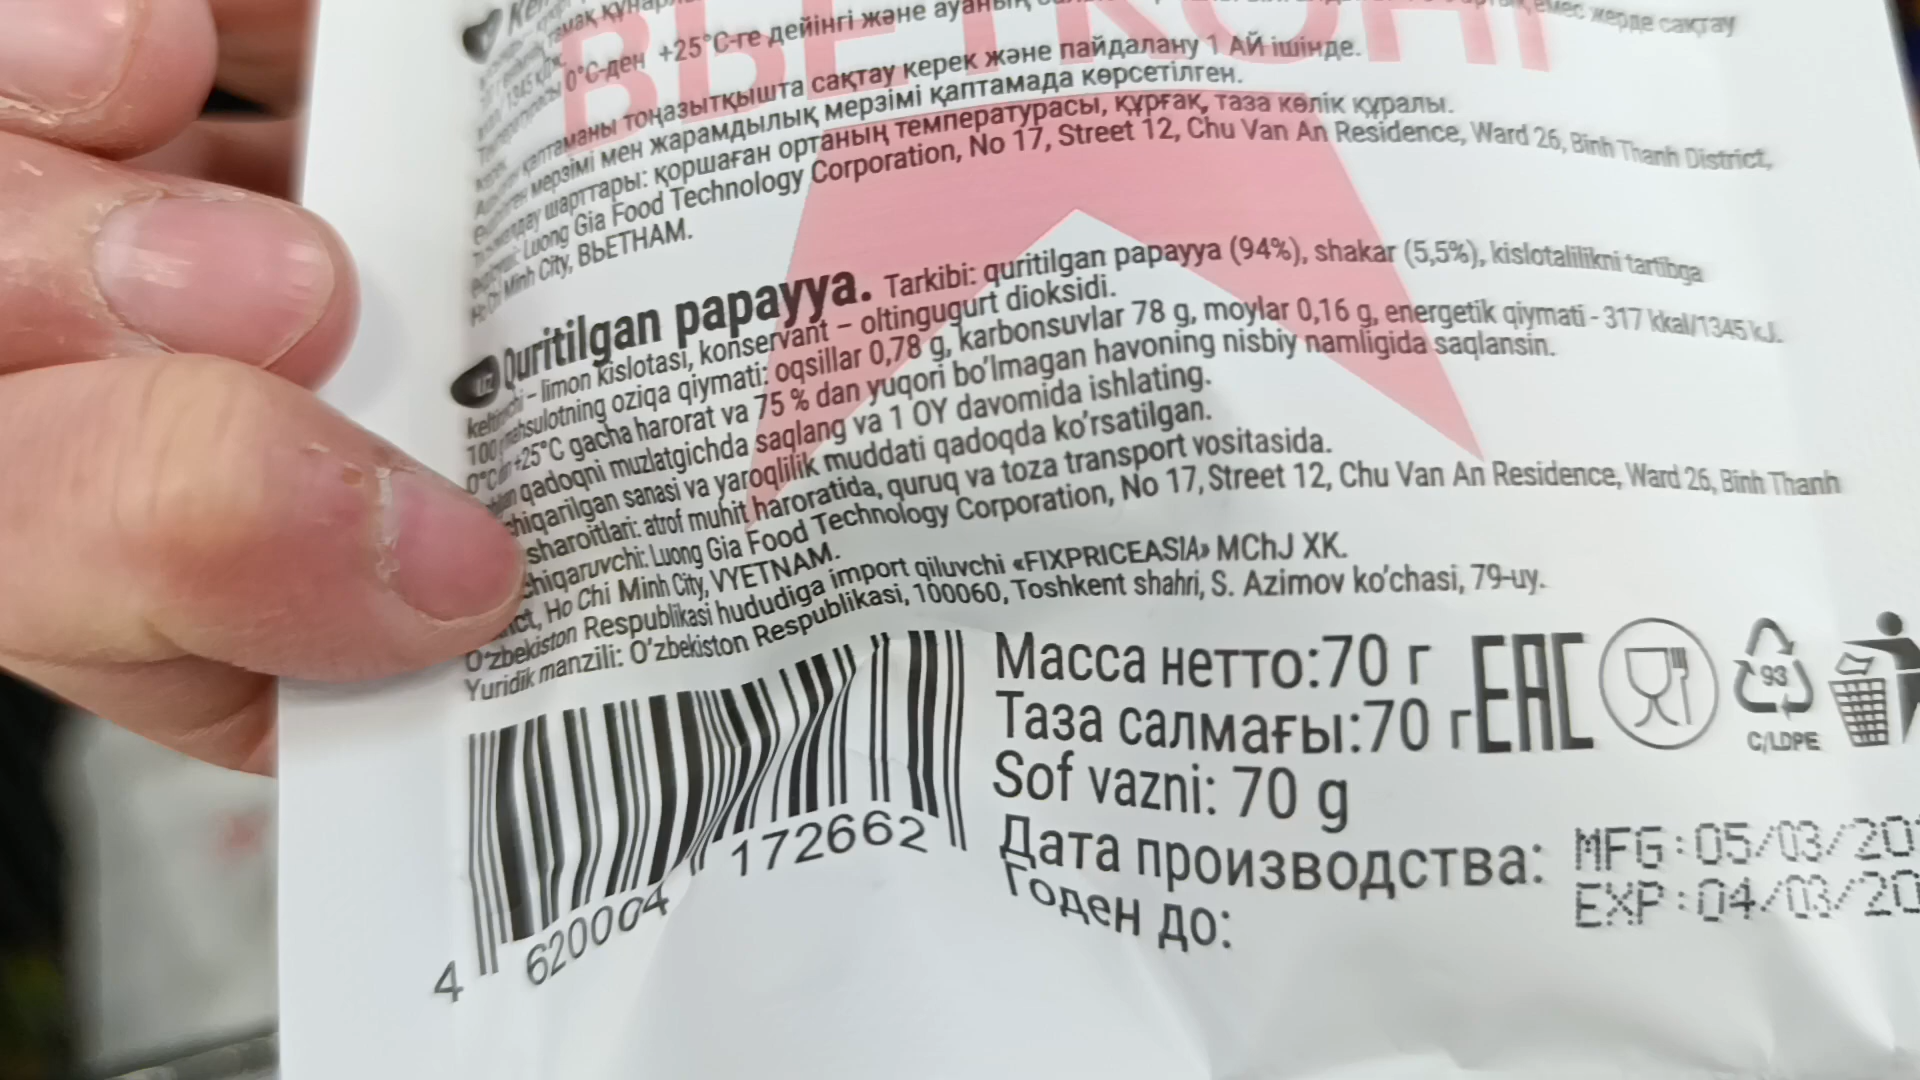 ВЬЕТКОНГ
0°С-ден +25°С-ге дейінгі және ауаның
жерде сақтау
қаптаманы тоңазытқышта сақтау керек және пайдалану 1 АЙ ішінде.
мерзімі мен жарамдылық мерзімі қаптамада көрсетілген.
шарттары: қоршаған ортаның температурасы, құрғақ, таза көлік құралы.
Luong Gia Food Technology Corporation, No 17, Street 12, Chu Van An Residence, Ward 26, Binh Thanh District,
Ho Chi Minh City, ВЬЕТНАМ.
UZ Quritilgan papayya. Tarkibi: quritilgan papayya (94%), shakar (5,5%), kislotalilikni tartibga
keltiruvchi – limon kislotasi, konservant – oltingugurt dioksidi.
100 g mahsulotning oziqa qiymati: oqsillar 0,78 g, karbonsuvlar 78 g, moylar 0,16 g, energetik qiymati - 317 kkal/1345 kJ.
0°C dan +25°C gacha harorat va 75 % dan yuqori bo'lmagan havoning nisbiy namligida saqlansin.
qadoqni muzlatgichda saqlang va 1 OY davomida ishlating.
chiqarilgan sanasi va yaroqlilik muddati qadoqda ko'rsatilgan.
sharoitlari: atrof muhit haroratida, quruq va toza transport vositasida.
chiqaruvchi: Luong Gia Food Technology Corporation, No 17, Street 12, Chu Van An Residence, Ward 26, Binh Thanh
Ho Chi Minh City, VYETNAM.
O'zbekiston Respublikasi hududiga import qiluvchi «FIXPRICEASIA» MChJ XK.
Yuridik manzili: O'zbekiston Respublikasi, 100060, Toshkent shahri, S. Azimov ko'chasi, 79-uy.
4 620004 172662
Масса нетто:70 г
Таза салмағы:70 г
Sof vazni: 70 g
EAC
93
C/LDPE
Дата производства: MFG:05/03/20
Годен до: EXP:04/03/20